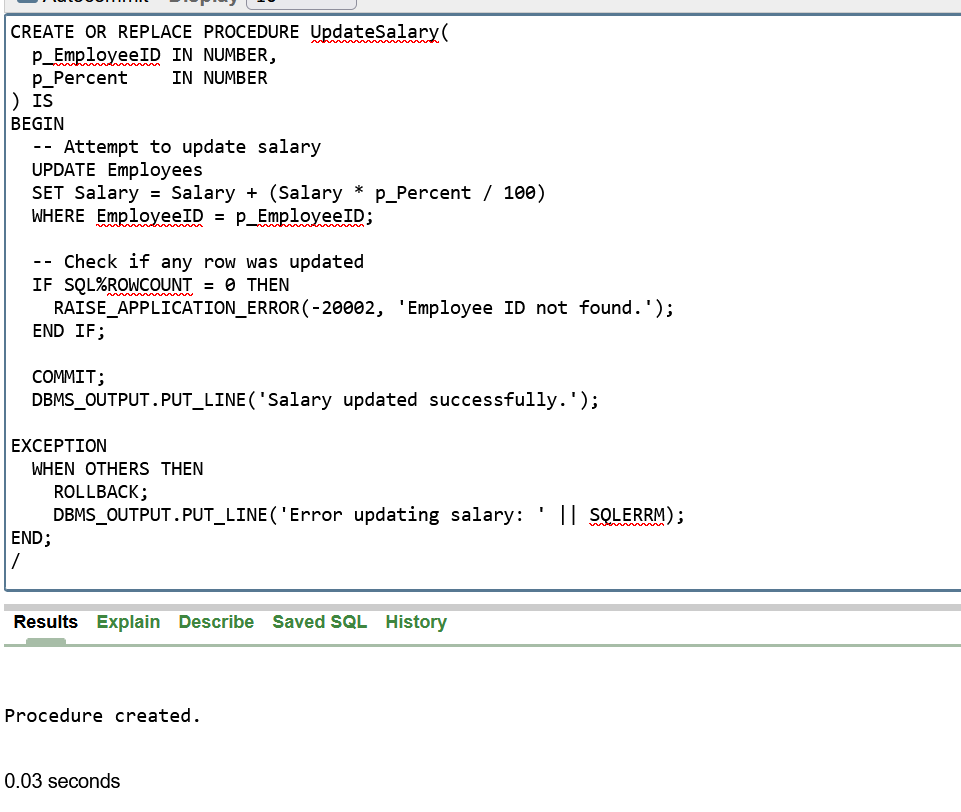 Autocommit Display 10
CREATE OR REPLACE PROCEDURE UpdateSalary(
  p_EmployeeID IN NUMBER,
  p_Percent    IN NUMBER
) IS
BEGIN
  -- Attempt to update salary
  UPDATE Employees
  SET Salary = Salary + (Salary * p_Percent / 100)
  WHERE EmployeeID = p_EmployeeID;

  -- Check if any row was updated
  IF SQL%ROWCOUNT = 0 THEN
    RAISE_APPLICATION_ERROR(-20002, 'Employee ID not found.');
  END IF;

  COMMIT;
  DBMS_OUTPUT.PUT_LINE('Salary updated successfully.');

EXCEPTION
  WHEN OTHERS THEN
    ROLLBACK;
    DBMS_OUTPUT.PUT_LINE('Error updating salary: ' || SQLERRM);
END;
/
Results Explain Describe Saved SQL History
Procedure created.
0.03 seconds